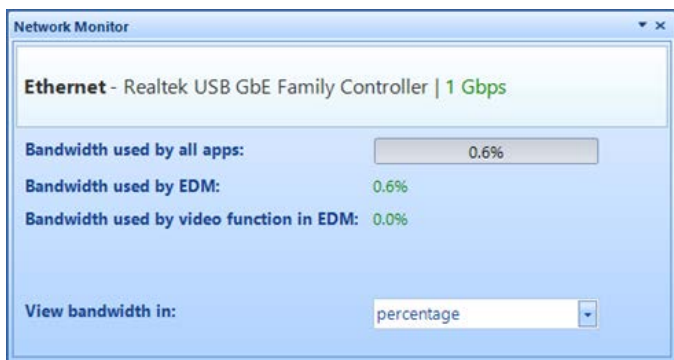 Network Monitor
Ethernet - Realtek USB GbE Family Controller | 1 Gbps
Bandwidth used by all apps: 0.6%
Bandwidth used by EDM: 0.6%
Bandwidth used by video function in EDM: 0.0%
View bandwidth in: percentage